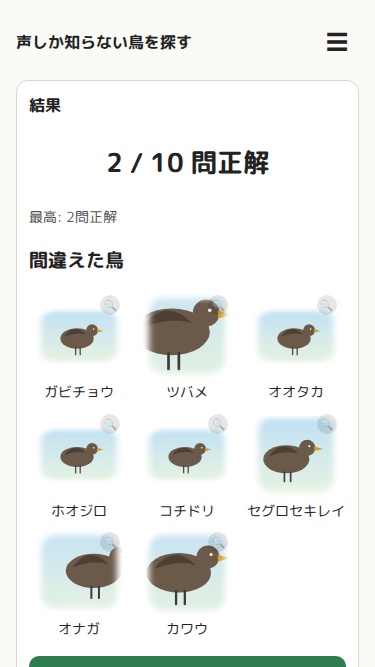 声しか知らない鳥を探す
結果
2 / 10 問正解
最高: 2問正解
間違えた鳥
ガビチョウ
ツバメ
オオタカ
ホオジロ
コチドリ
セグロセキレイ
オナガ
カワウ